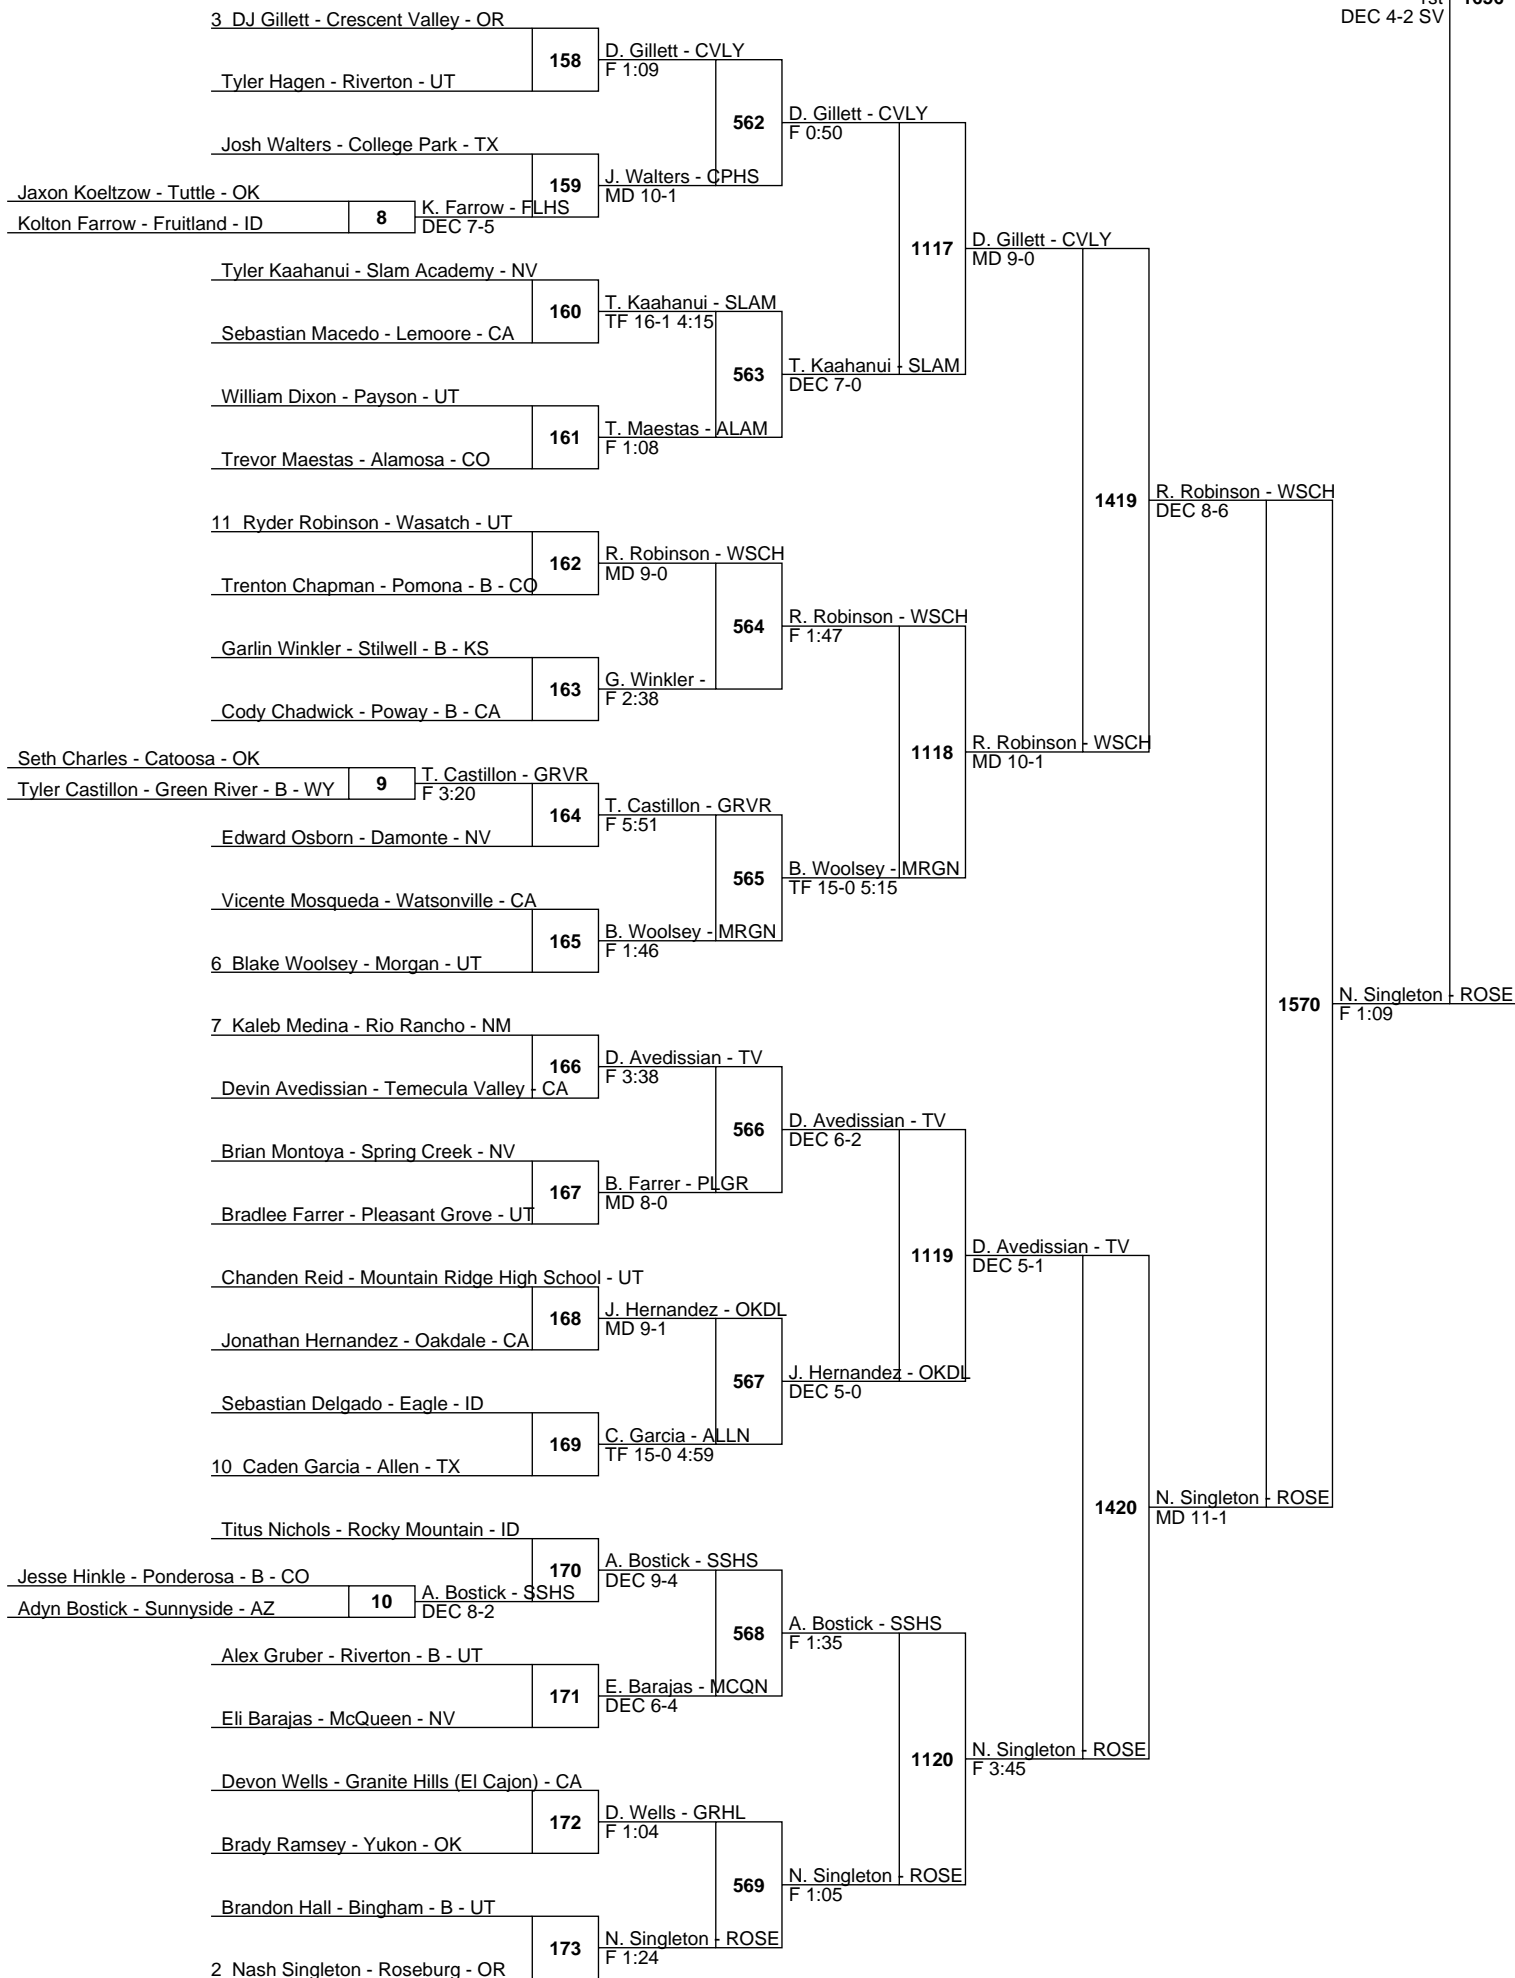 1st
DEC 4-2 SV
3 DJ Gillett - Crescent Valley - OR
158
D. Gillett - CVLY
F 1:09
Tyler Hagen - Riverton - UT
562
D. Gillett - CVLY
F 0:50
Josh Walters - College Park - TX
159
J. Walters - CPHS
MD 10-1
Jaxon Koeltzow - Tuttle - OK
8
K. Farrow - FLHS
DEC 7-5
Kolton Farrow - Fruitland - ID
1117
D. Gillett - CVLY
MD 9-0
Tyler Kaahanui - Slam Academy - NV
160
T. Kaahanui - SLAM
TF 16-1 4:15
Sebastian Macedo - Lemoore - CA
563
T. Kaahanui - SLAM
DEC 7-0
William Dixon - Payson - UT
161
T. Maestas - ALAM
F 1:08
Trevor Maestas - Alamosa - CO
1419
R. Robinson - WSCH
DEC 8-6
11 Ryder Robinson - Wasatch - UT
162
R. Robinson - WSCH
MD 9-0
Trenton Chapman - Pomona - B - CO
564
R. Robinson - WSCH
F 1:47
Garlin Winkler - Stilwell - B - KS
163
G. Winkler -
F 2:38
Cody Chadwick - Poway - B - CA
1118
R. Robinson - WSCH
MD 10-1
Seth Charles - Catoosa - OK
9
T. Castillon - GRVR
F 3:20
Tyler Castillon - Green River - B - WY
164
T. Castillon - GRVR
F 5:51
Edward Osborn - Damonte - NV
565
B. Woolsey - MRGN
TF 15-0 5:15
Vicente Mosqueda - Watsonville - CA
165
B. Woolsey - MRGN
F 1:46
6 Blake Woolsey - Morgan - UT
1570
N. Singleton - ROSE
F 1:09
7 Kaleb Medina - Rio Rancho - NM
166
D. Avedissian - TV
F 3:38
Devin Avedissian - Temecula Valley - CA
566
D. Avedissian - TV
DEC 6-2
Brian Montoya - Spring Creek - NV
167
B. Farrer - PLGR
MD 8-0
Bradlee Farrer - Pleasant Grove - UT
1119
D. Avedissian - TV
DEC 5-1
Chanden Reid - Mountain Ridge High School - UT
168
J. Hernandez - OKDL
MD 9-1
Jonathan Hernandez - Oakdale - CA
567
J. Hernandez - OKDL
DEC 5-0
Sebastian Delgado - Eagle - ID
169
C. Garcia - ALLN
TF 15-0 4:59
10 Caden Garcia - Allen - TX
1420
N. Singleton - ROSE
MD 11-1
Titus Nichols - Rocky Mountain - ID
170
A. Bostick - SSHS
DEC 9-4
Jesse Hinkle - Ponderosa - B - CO
10
A. Bostick - SSHS
DEC 8-2
Adyn Bostick - Sunnyside - AZ
568
A. Bostick - SSHS
F 1:35
Alex Gruber - Riverton - B - UT
171
E. Barajas - MCQN
DEC 6-4
Eli Barajas - McQueen - NV
1120
N. Singleton - ROSE
F 3:45
Devon Wells - Granite Hills (El Cajon) - CA
172
D. Wells - GRHL
F 1:04
Brady Ramsey - Yukon - OK
569
N. Singleton - ROSE
F 1:05
Brandon Hall - Bingham - B - UT
173
N. Singleton - ROSE
F 1:24
2 Nash Singleton - Roseburg - OR